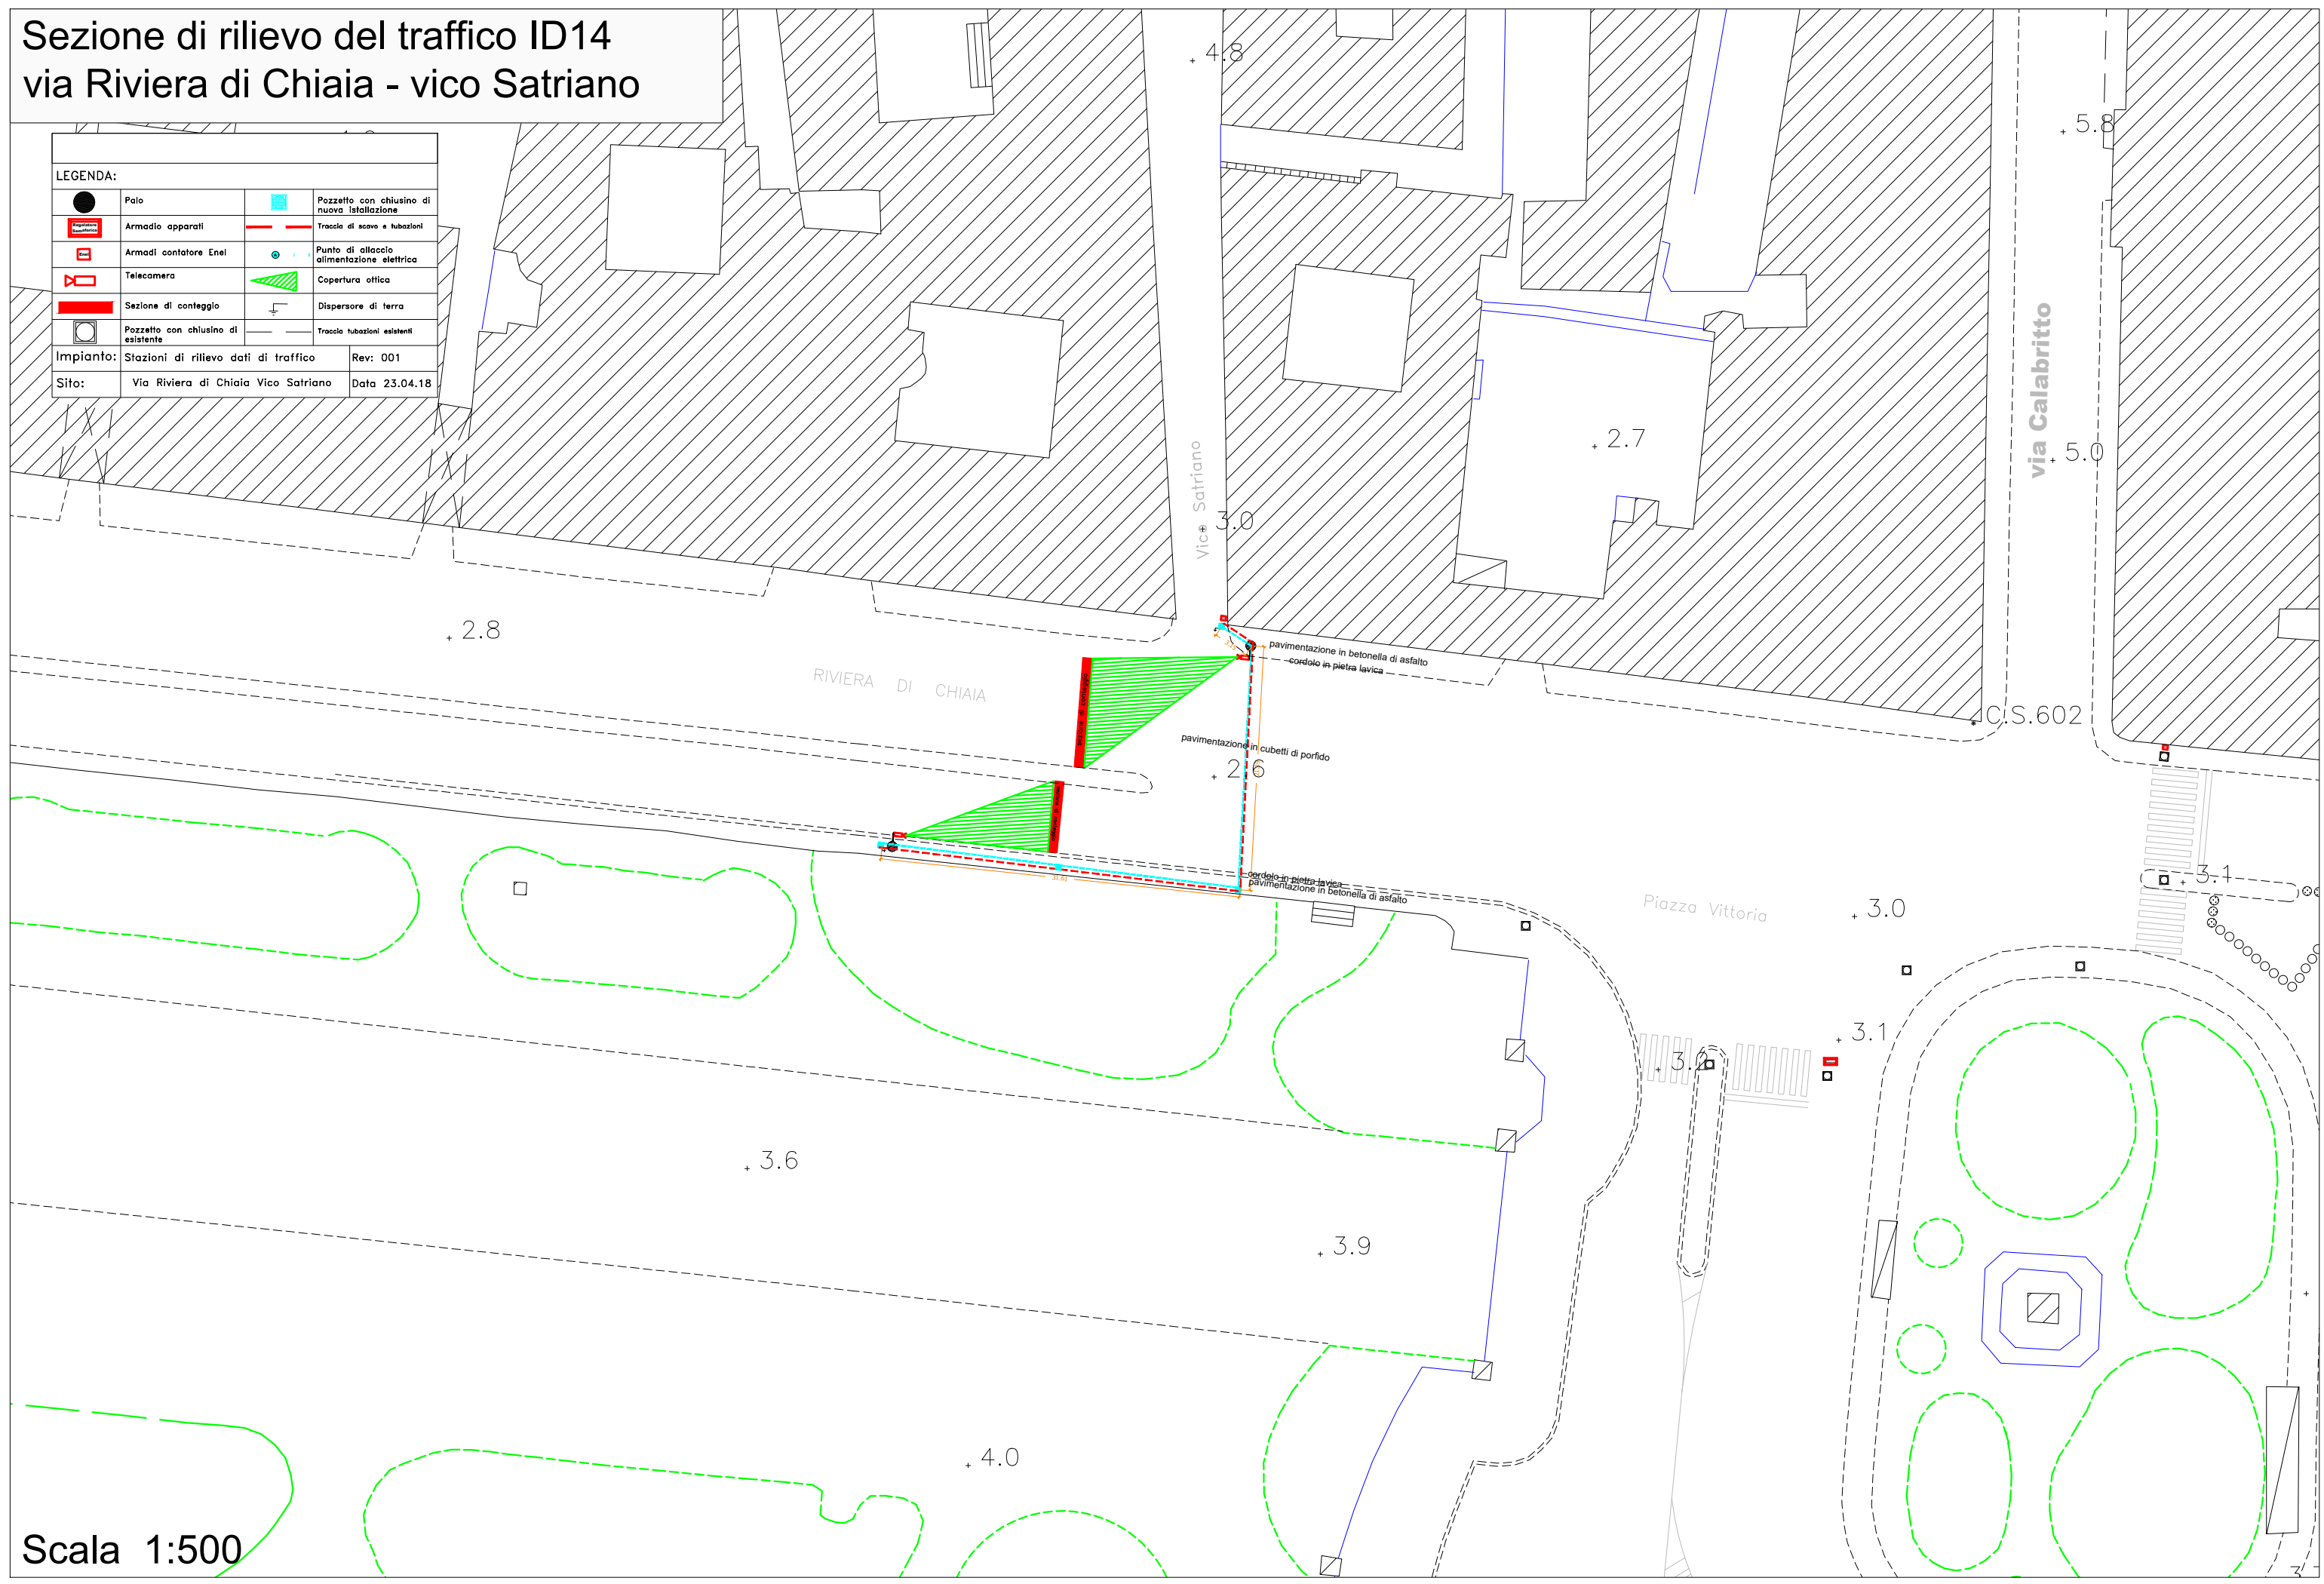 Sezione di rilievo del traffico ID14
via Riviera di Chiaia - vico Satriano
LEGENDA:
Palo
Pozzetto con chiusino di
nuova istallazione
Armadio apparati
Traccia di scavo e tubazioni
Armadi contatore Enel
Punto di allaccio
alimentazione elettrica
Telecamera
Copertura ottica
Sezione di conteggio
Dispersore di terra
Pozzetto con chiusino di
esistente
Traccia tubazioni esistenti
Impianto: Stazioni di rilievo dati di traffico Rev: 001
Sito: Via Riviera di Chiaia Vico Satriano Data 23.04.18
4.8
5.8
via Calabritto
5.0
2.7
Vico Satriano
3.0
2.8
RIVIERA DI CHIAIA
pavimentazione in betonella di asfalto
cordolo in pietra lavica
sezione di conteggio
C.S.602
pavimentazione in cubetti di porfido
2.6
sezione di conteggio
cordolo in pietra lavica
pavimentazione in betonella di asfalto
Piazza Vittoria
3.0
3.1
3.1
3.6
3.9
4.0
Scala 1:500